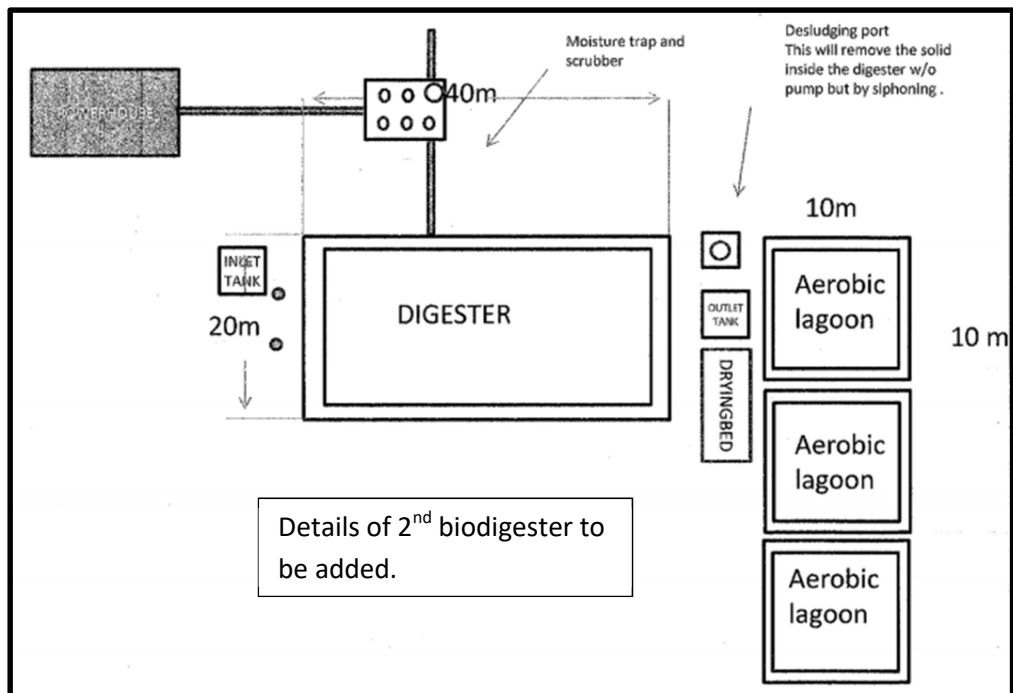 Desludging port
This will remove the solid
inside the digester w/o
pump but by siphoning .
Moisture trap and
scrubber
40m
POWERHOUSE
10m
INLET
TANK
20m
DIGESTER
OUTLET
TANK
DRYINGBED
Aerobic
lagoon
10 m
Aerobic
lagoon
Aerobic
lagoon
Details of 2nd biodigester to
be added.